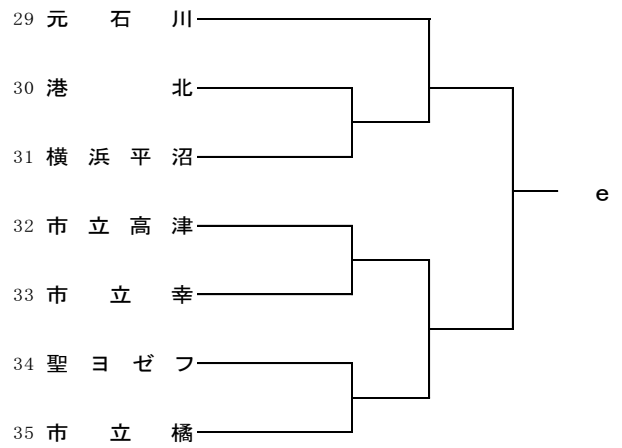 29 元石川
30 港北
31 横浜平沼
32 市立高津
33 市立幸
34 聖ヨゼフ
35 市立橘
e